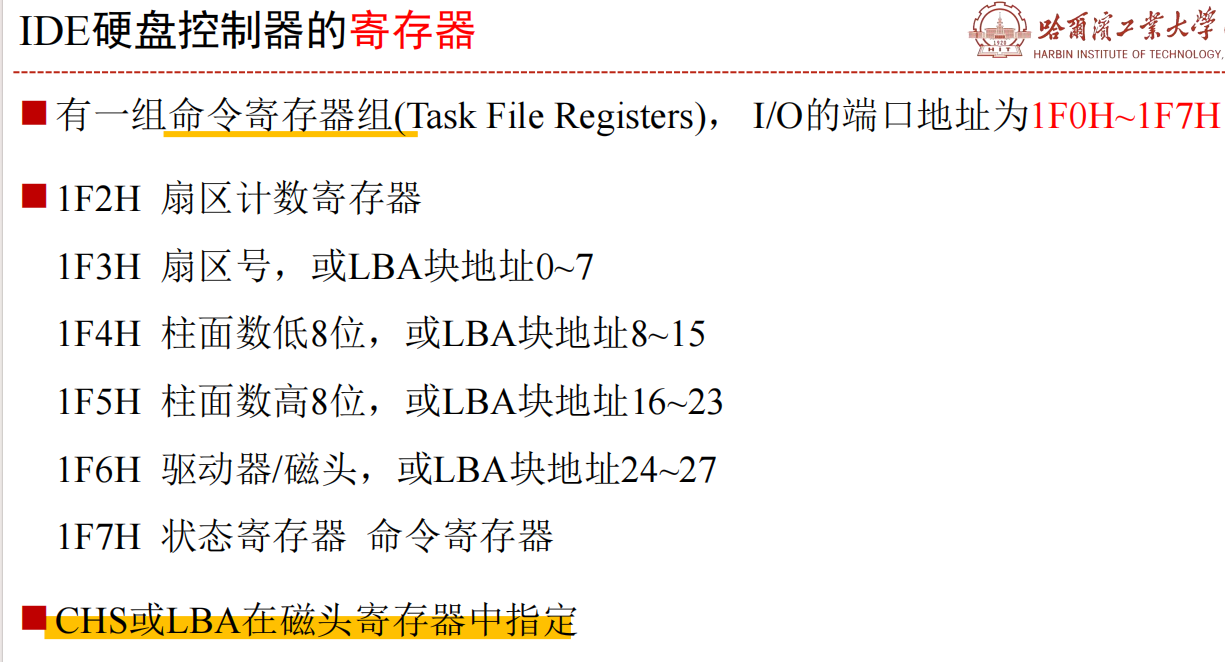 IDE硬盘控制器的寄存器
哈爾濱工業大學
HARBIN INSTITUTE OF TECHNOLOGY,
1920
HIT
有一组命令寄存器组(Task File Registers)， I/O的端口地址为1F0H~1F7H
1F2H 扇区计数寄存器
1F3H 扇区号，或LBA块地址0~7
1F4H 柱面数低8位，或LBA块地址8~15
1F5H 柱面数高8位，或LBA块地址16~23
1F6H 驱动器/磁头，或LBA块地址24~27
1F7H 状态寄存器 命令寄存器
CHS或LBA在磁头寄存器中指定